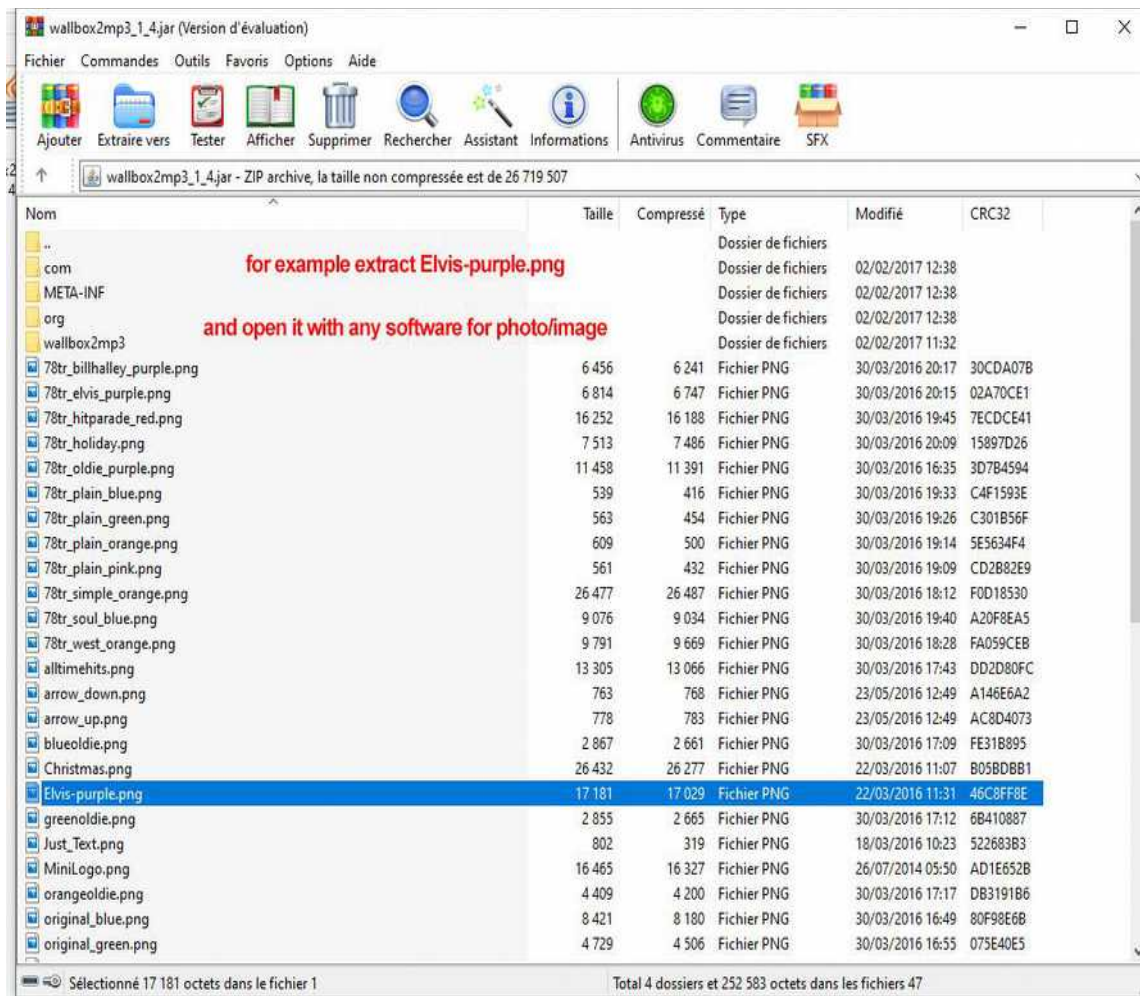 wallbox2mp3_1_4.jar (Version d'évaluation)
Fichier Commandes Outils Favoris Options Aide
Ajouter Extraire vers Tester Afficher Supprimer Rechercher Assistant Informations Antivirus Commentaire SFX
wallbox2mp3_1_4.jar - ZIP archive, la taille non compressée est de 26 719 507
Nom Taille Compressé Type Modifié CRC32
.. Dossier de fichiers
for example extract Elvis-purple.png
com Dossier de fichiers 02/02/2017 12:38
META-INF Dossier de fichiers 02/02/2017 12:38
org Dossier de fichiers 02/02/2017 12:38
and open it with any software for photo/image
wallbox2mp3 Dossier de fichiers 02/02/2017 11:32
78tr_billhalley_purple.png 6 456 6 241 Fichier PNG 30/03/2016 20:17 30CDA07B
78tr_elvis_purple.png 6 814 6 747 Fichier PNG 30/03/2016 20:15 02A70CE1
78tr_hitparade_red.png 16 252 16 188 Fichier PNG 30/03/2016 19:45 7ECDCE41
78tr_holiday.png 7 513 7 486 Fichier PNG 30/03/2016 20:09 15897D26
78tr_oldie_purple.png 11 458 11 391 Fichier PNG 30/03/2016 16:35 3D7B4594
78tr_plain_blue.png 539 416 Fichier PNG 30/03/2016 19:33 C4F1593E
78tr_plain_green.png 563 454 Fichier PNG 30/03/2016 19:26 C301B56F
78tr_plain_orange.png 609 500 Fichier PNG 30/03/2016 19:14 5E5634F4
78tr_plain_pink.png 561 432 Fichier PNG 30/03/2016 19:09 CD2B82E9
78tr_simple_orange.png 26 477 26 487 Fichier PNG 30/03/2016 18:12 F0D18530
78tr_soul_blue.png 9 076 9 034 Fichier PNG 30/03/2016 19:40 A20F8EA5
78tr_west_orange.png 9 791 9 669 Fichier PNG 30/03/2016 18:28 FA059CEB
alltimehits.png 13 305 13 066 Fichier PNG 30/03/2016 17:43 DD2D80FC
arrow_down.png 763 768 Fichier PNG 23/05/2016 12:49 A146E6A2
arrow_up.png 778 783 Fichier PNG 23/05/2016 12:49 AC8D4073
blueoldie.png 2 867 2 661 Fichier PNG 30/03/2016 17:09 FE31B895
Christmas.png 26 432 26 277 Fichier PNG 22/03/2016 11:07 B05BDBB1
Elvis-purple.png 17 181 17 029 Fichier PNG 22/03/2016 11:31 46C8FF8E
greenoldie.png 2 855 2 665 Fichier PNG 30/03/2016 17:12 6B410887
Just_Text.png 802 319 Fichier PNG 18/03/2016 10:23 522683B3
MiniLogo.png 16 465 16 327 Fichier PNG 26/07/2014 05:50 AD1E652B
orangeoldie.png 4 409 4 200 Fichier PNG 30/03/2016 17:17 DB3191B6
original_blue.png 8 421 8 180 Fichier PNG 30/03/2016 16:49 80F98E6B
original_green.png 4 729 4 506 Fichier PNG 30/03/2016 16:55 075E40E5
Sélectionné 17 181 octets dans le fichier 1 Total 4 dossiers et 252 583 octets dans les fichiers 47